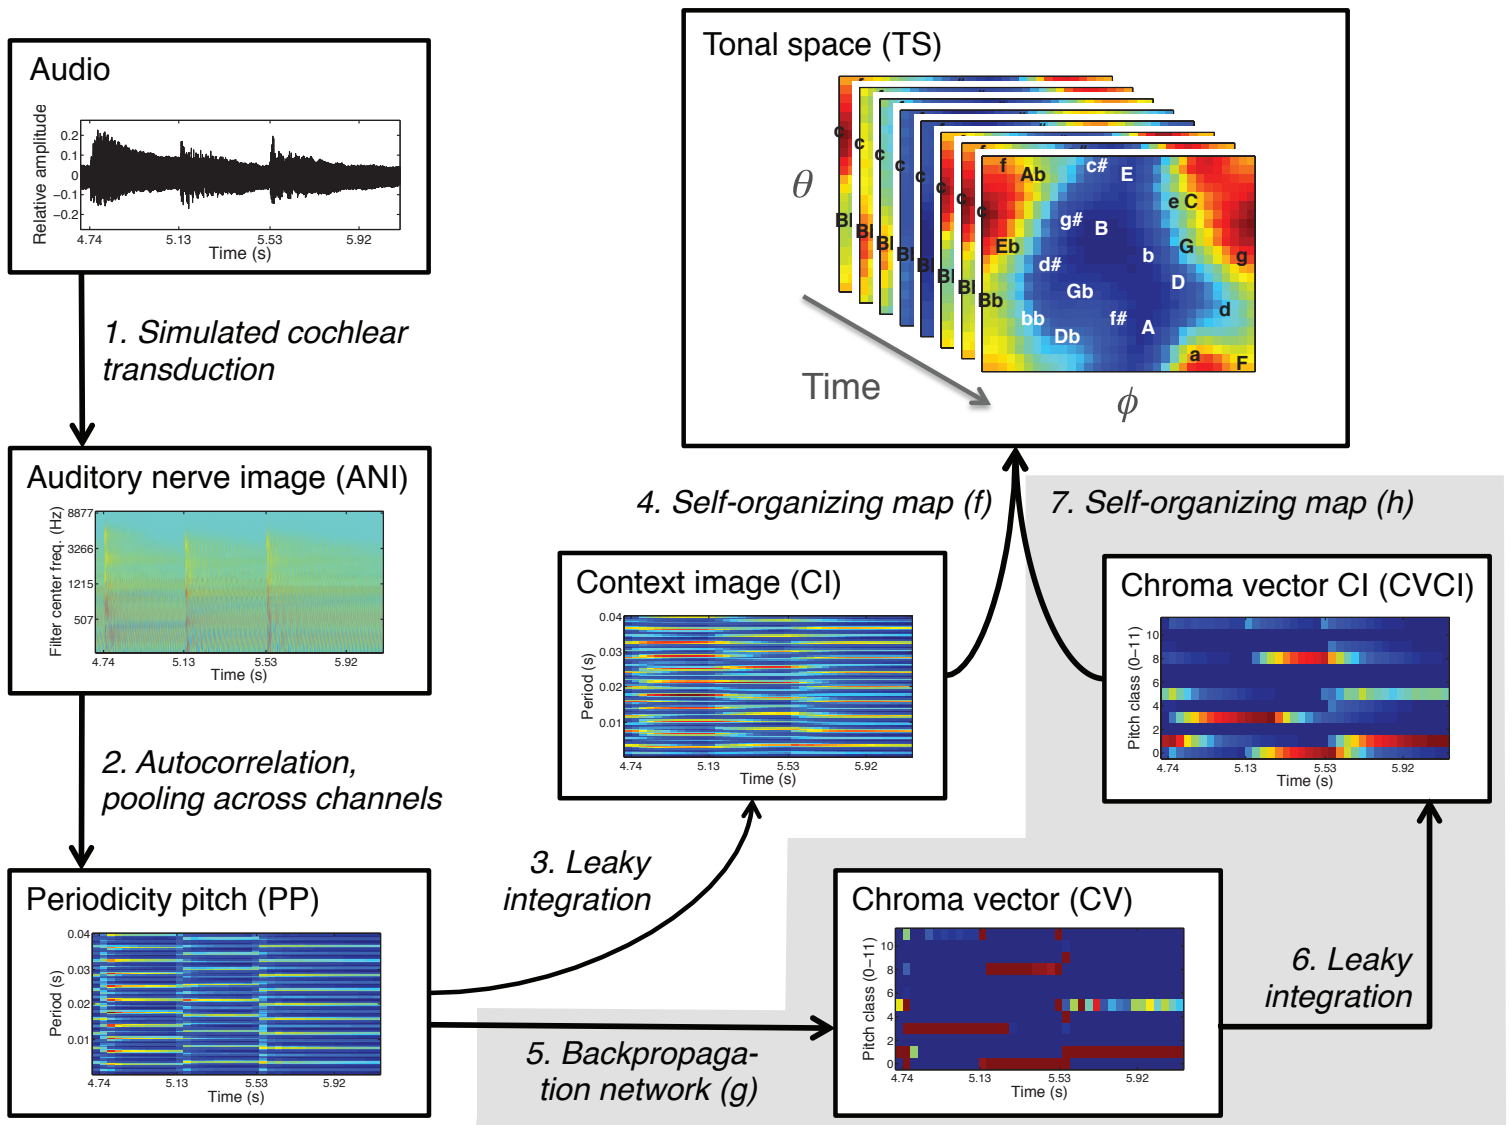 Audio
Relative amplitude
0.2
0.1
0
−0.1
−0.2
4.74 5.13 5.53 5.92
Time (s)
1. Simulated cochlear
transduction
Auditory nerve image (ANI)
Filter center freq. (Hz)
8877
3266
1215
507
4.74 5.13 5.53 5.92
Time (s)
2. Autocorrelation,
pooling across channels
Periodicity pitch (PP)
Period (s)
0.04
0.03
0.02
0.01
4.74 5.13 5.53 5.92
Time (s)
3. Leaky
integration
Context image (CI)
Period (s)
0.04
0.03
0.02
0.01
4.74 5.13 5.53 5.92
Time (s)
4. Self-organizing map (f)
Tonal space (TS)
θ
c c c c c c c c
Bl Bl Bl Bl Bl Bl Bl Bb
f Ab c# E
e C
g# B
Eb G g
d# b
Gb D
bb f# A d
Db
a F
Time
ϕ
5. Backpropaga-
tion network (g)
Chroma vector (CV)
Pitch class (0−11)
10
8
6
4
2
0
4.74 5.13 5.53 5.92
Time (s)
6. Leaky
integration
Chroma vector CI (CVCI)
Pitch class (0−11)
10
8
6
4
2
0
4.74 5.13 5.53 5.92
Time (s)
7. Self-organizing map (h)